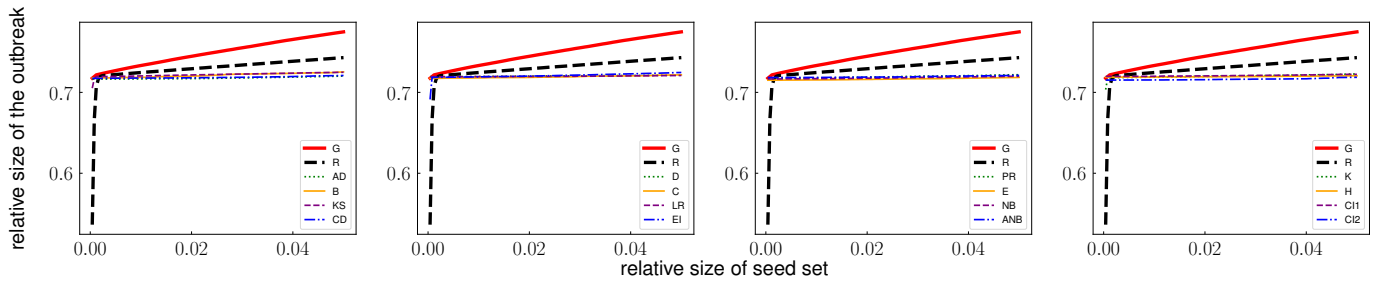 relative size of the outbreak
0.7
0.6
0.00
0.02
0.04
G
R
AD
B
KS
CD
0.7
0.6
0.00
0.02
0.04
G
R
D
C
LR
EI
0.7
0.6
0.00
0.02
0.04
G
R
PR
E
NB
ANB
0.7
0.6
0.00
0.02
0.04
G
R
K
H
CI1
CI2
relative size of seed set